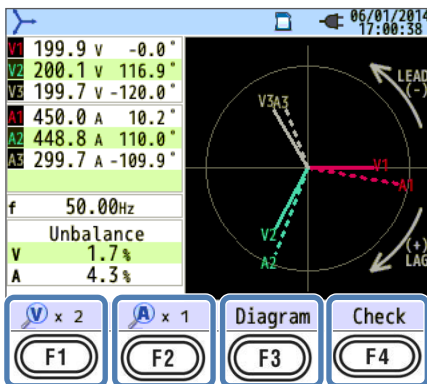 06/01/2014
17:00:38
V1 199.9 V -0.0°
V2 200.1 V 116.9°
V3 199.7 V -120.0°
A1 450.0 A 10.2°
A2 448.8 A 110.0°
A3 299.7 A -109.9°
f 50.00Hz
Unbalance
V 1.7%
A 4.3%
LEAD
(-)
V3A3
V1
A1
V2
A2
(+)
LAG
V x 2
A x 1
Diagram
Check
F1
F2
F3
F4